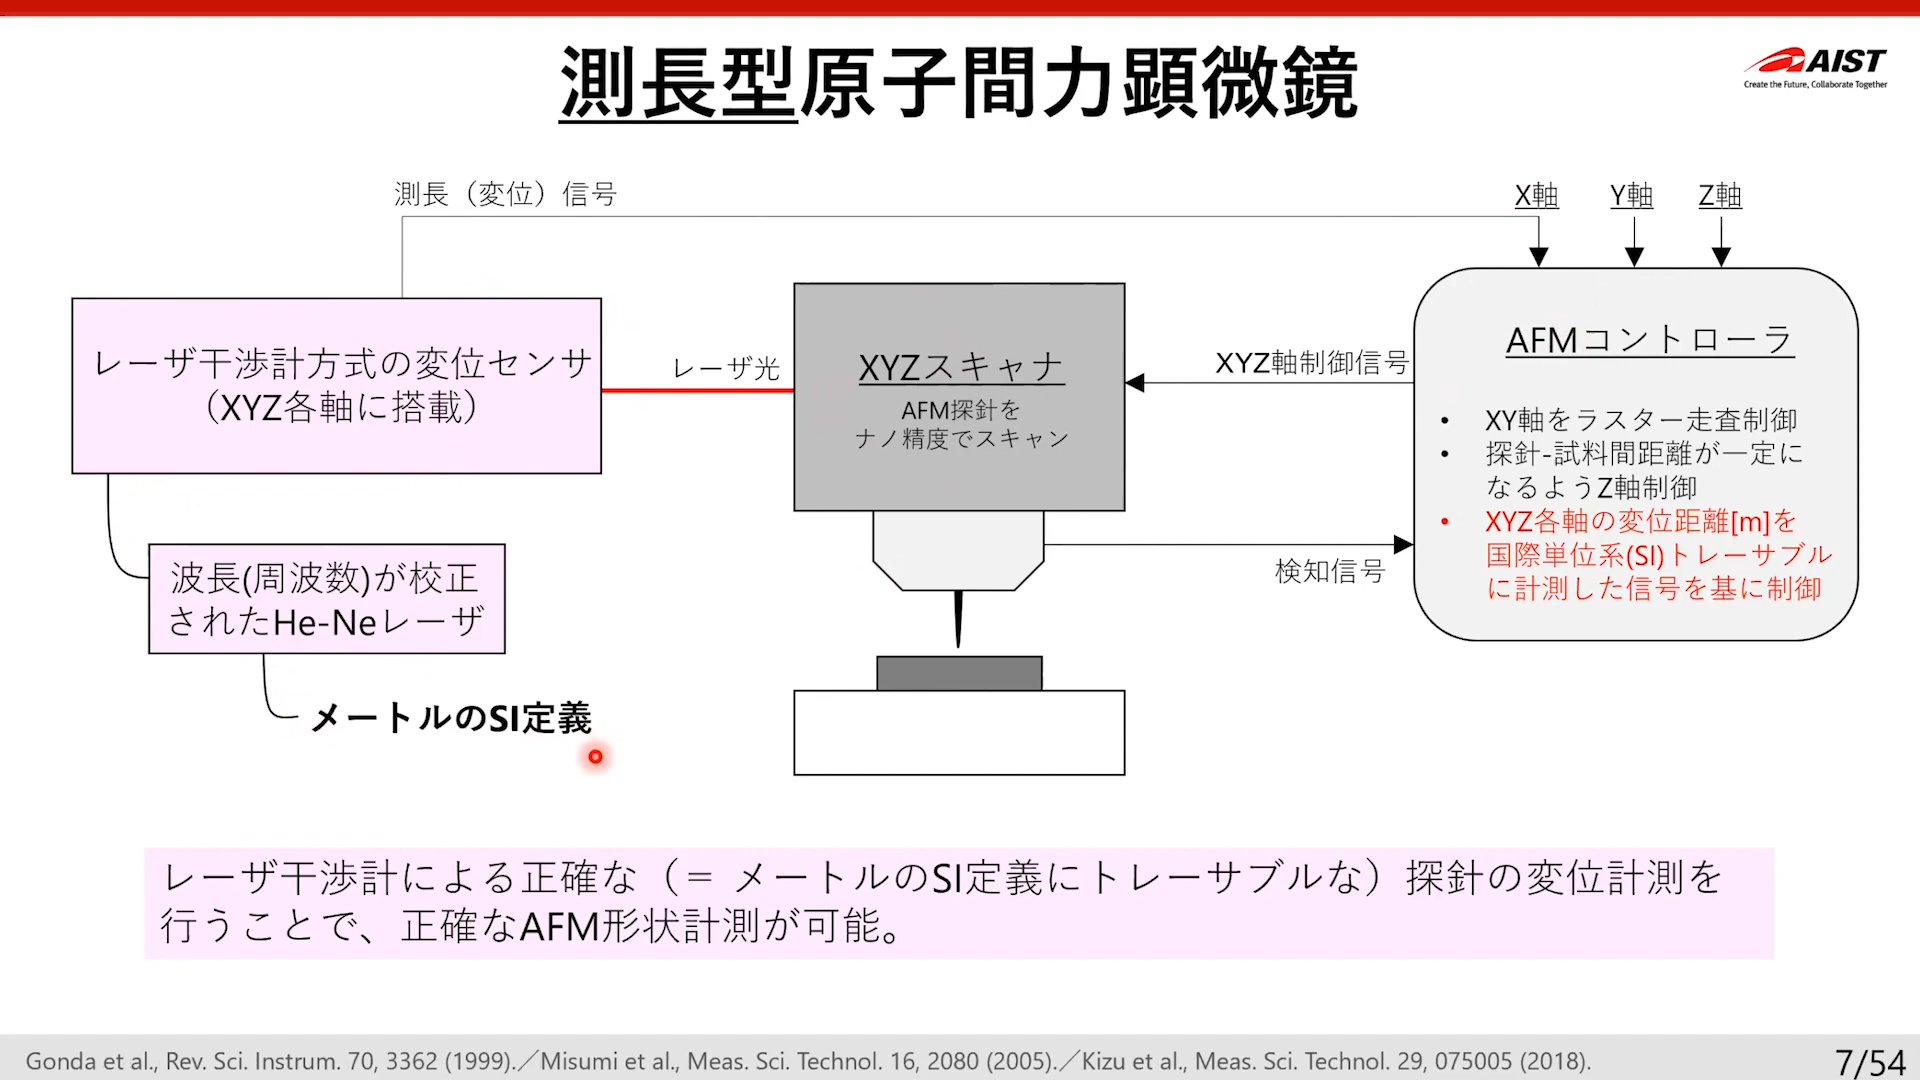 測長型原子間力顕微鏡
AIST
Create the Future, Collaborate Together
測長（変位）信号
X軸 Y軸 Z軸
レーザ干渉計方式の変位センサ
（XYZ各軸に搭載）
レーザ光
XYZスキャナ
AFM探針を
ナノ精度でスキャン
XYZ軸制御信号
検知信号
AFMコントローラ
• XY軸をラスター走査制御
• 探針-試料間距離が一定に
なるようZ軸制御
• XYZ各軸の変位距離[m]を
国際単位系(SI)トレーサブル
に計測した信号を基に制御
波長(周波数)が校正
されたHe-Neレーザ
メートルのSI定義
レーザ干渉計による正確な（＝ メートルのSI定義にトレーサブルな）探針の変位計測を
行うことで、正確なAFM形状計測が可能。
Gonda et al., Rev. Sci. Instrum. 70, 3362 (1999).／Misumi et al., Meas. Sci. Technol. 16, 2080 (2005).／Kizu et al., Meas. Sci. Technol. 29, 075005 (2018).
7/54